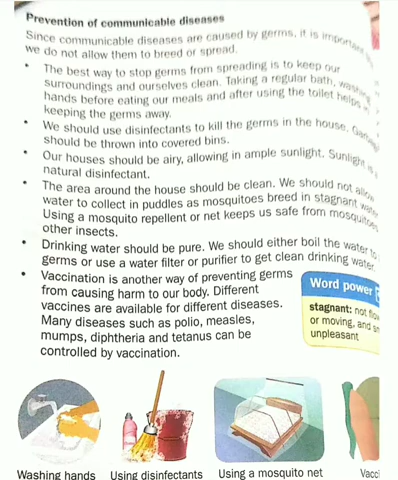 Prevention of communicable diseases
Since communicable diseases are caused by germs, it is
we do not allow them to breed or spread.
• The best way to stop germs from spreading is to keep our
surroundings and ourselves clean. Taking a regular bath,
hands before eating our meals and after using the toilet helps
keeping the germs away.
• We should use disinfectants to kill the germs in the house.
should be thrown into covered bins.
• Our houses should be airy, allowing in ample sunlight. Sunlight is
natural disinfectant.
• The area around the house should be clean. We should not
water to collect in puddles as mosquitoes breed in stagnant
Using a mosquito repellent or net keeps us safe from
other insects.
• Drinking water should be pure. We should either boil the water to
germs or use a water filter or purifier to get clean drinking water.
• Vaccination is another way of preventing germs
from causing harm to our body. Different
vaccines are available for different diseases.
Many diseases such as polio, measles,
mumps, diphtheria and tetanus can be
controlled by vaccination.
Word power
stagnant: not
or moving, and
unpleasant
Washing hands
Using disinfectants
Using a mosquito net